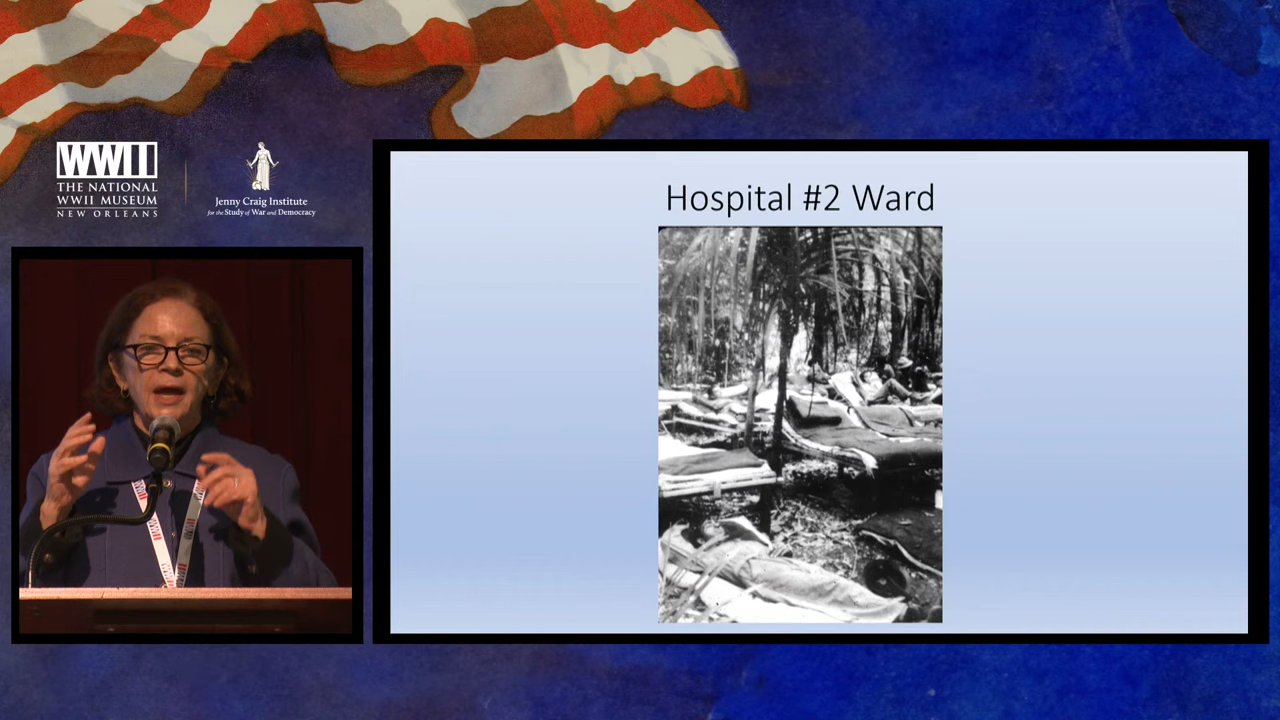 WWII
THE NATIONAL
WWII MUSEUM
NEW ORLEANS
Jenny Craig Institute
for the Study of War and Democracy
Hospital #2 Ward